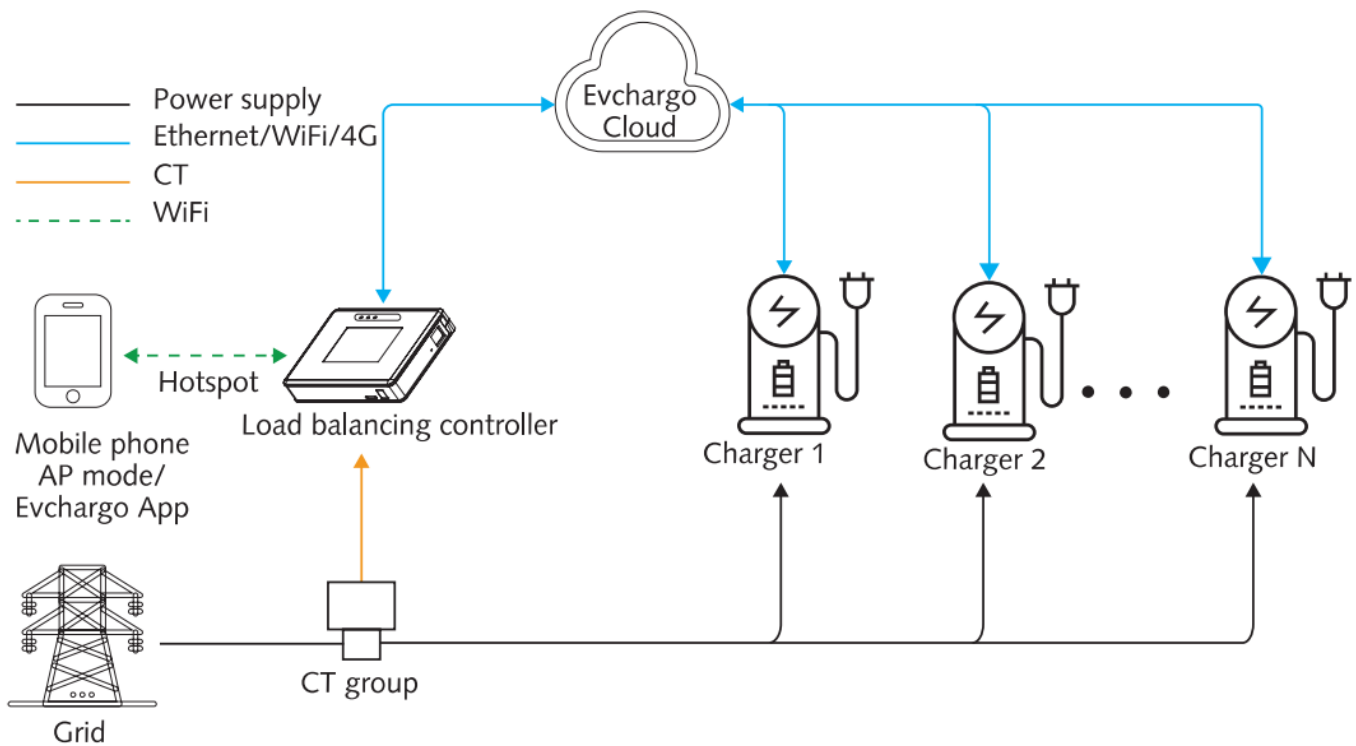 Power supply
Ethernet/WiFi/4G
CT
WiFi
Evchargo
Cloud
Hotspot
Mobile phone
AP mode/
Evchargo App
Load balancing controller
Charger 1
Charger 2
Charger N
CT group
Grid